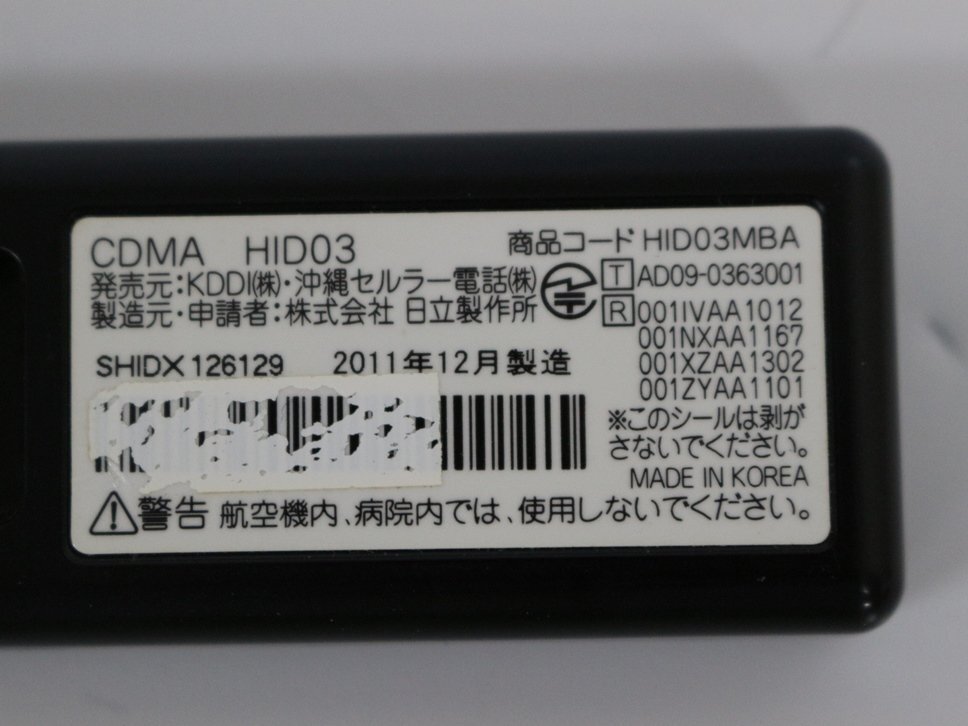 CDMA HID03
商品コード HID03MBA
発売元:KDDI(株)・沖縄セルラー電話(株)
T AD09-0363001
製造元・申請者:株式会社 日立製作所
R 001IIVAA1012
001NXAA1167
001XZAA1302
001ZYAA1101
SHIDX126129 2011年12月製造
※このシールは剥が
さないでください。
MADE IN KOREA
警告 航空機内、病院内では、使用しないでください。